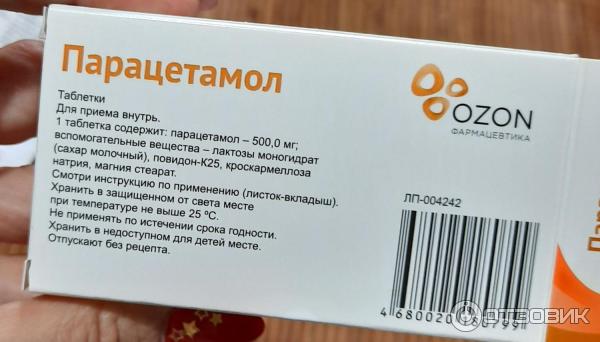 Парацетамол
Таблетки
Для приема внутрь.
1 таблетка содержит: парацетамол – 500,0 мг;
вспомогательные вещества – лактозы моногидрат
(сахар молочный), повидон-К25, кроскармеллоза
натрия, магния стеарат.
Смотри инструкцию по применению (листок-вкладыш).
Хранить в защищенном от света месте
при температуре не выше 25 ºС.
Не применять по истечении срока годности.
Хранить в недоступном для детей месте.
Отпускают без рецепта.
OZON
ФАРМАЦЕВТИКА
ЛП-004242
ОТЗОВИК